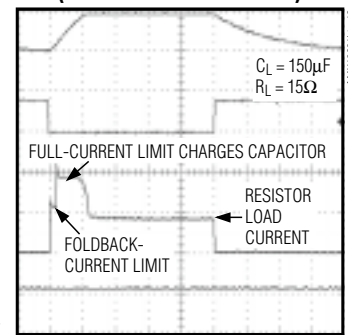 C_L = 150µF
R_L = 15Ω
FULL-CURRENT LIMIT CHARGES CAPACITOR
RESISTOR
LOAD
CURRENT
FOLDBACK-
CURRENT LIMIT